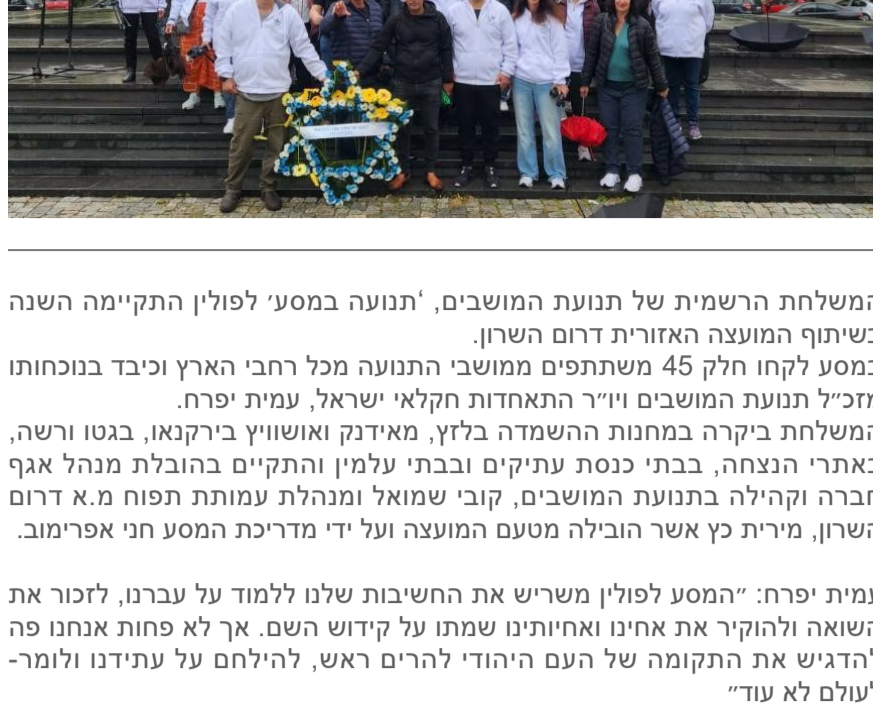 המשלחת הרשמית של תנועת המושבים, ‘תנועה במסע׳ לפולין התקיימה השנה
בשיתוף המועצה האזורית דרום השרון.
במסע לקחו חלק 45 משתתפים ממושבי התנועה מכל רחבי הארץ וכיבד בנוכחותו
מזכ״ל תנועת המושבים ויו״ר התאחדות חקלאי ישראל, עמית יפרח.
המשלחת ביקרה במחנות ההשמדה בלזץ, מאידנק ואושוויץ בירקנאו, בגטו ורשה,
באתרי הנצחה, בבתי כנסת עתיקים ובבתי עלמין והתקיים בהובלת מנהל אגף
חברה וקהילה בתנועת המושבים, קובי שמואל ומנהלת עמותת תפוח מ.א דרום
השרון, מירית כץ אשר הובילה מטעם המועצה ועל ידי מדריכת המסע חני אפרימוב.
עמית יפרח: ״המסע לפולין משריש את החשיבות שלנו ללמוד על עברנו, לזכור את
השואה ולהוקיר את אחינו ואחיותינו שמתו על קידוש השם. אך לא פחות אנחנו פה
להדגיש את התקומה של העם היהודי להרים ראש, להילחם על עתידנו ולומר-
לעולם לא עוד״